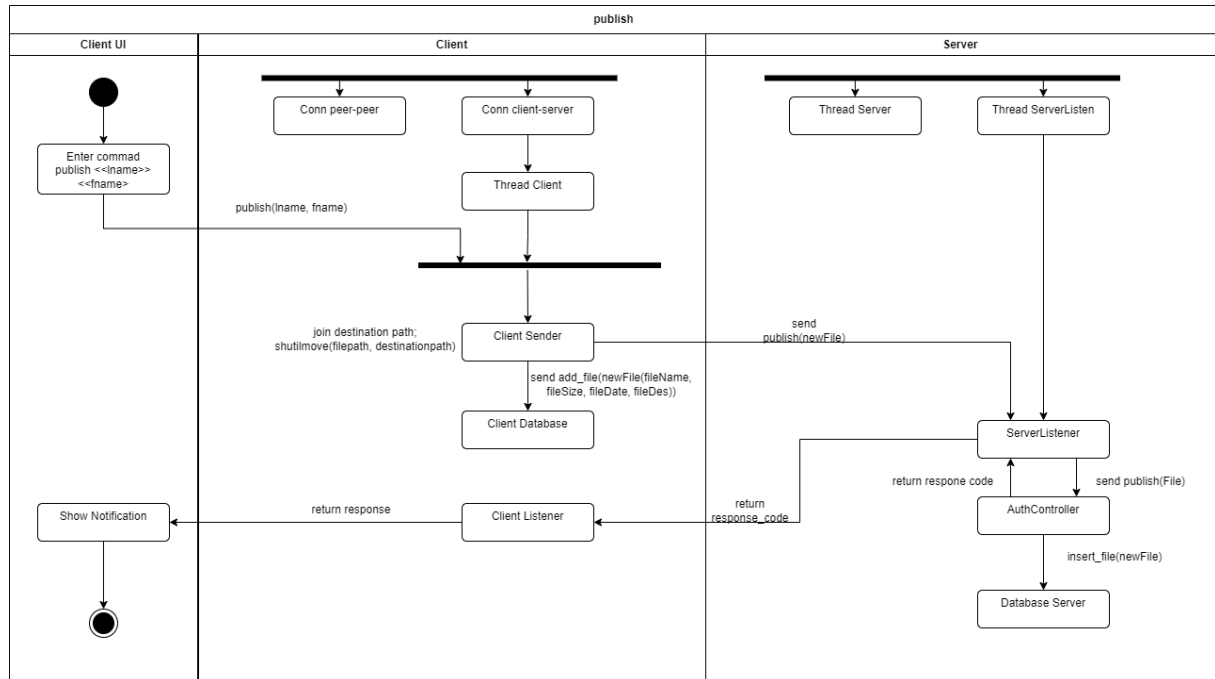 publish
Client UI
Client
Server
Conn peer-peer
Conn client-server
Thread Server
Thread ServerListen
Enter commad
publish <<lname>>
<<fname>
Thread Client
publish(lname, fname)
join destination path;
shutilmove(filepath, destinationpath)
Client Sender
send
publish(newFile)
send add_file(newFile(fileName,
fileSize, fileDate, fileDes))
Client Database
ServerListener
return respone code
send publish(File)
Show Notification
return response
Client Listener
return
response_code
AuthController
insert_file(newFile)
Database Server